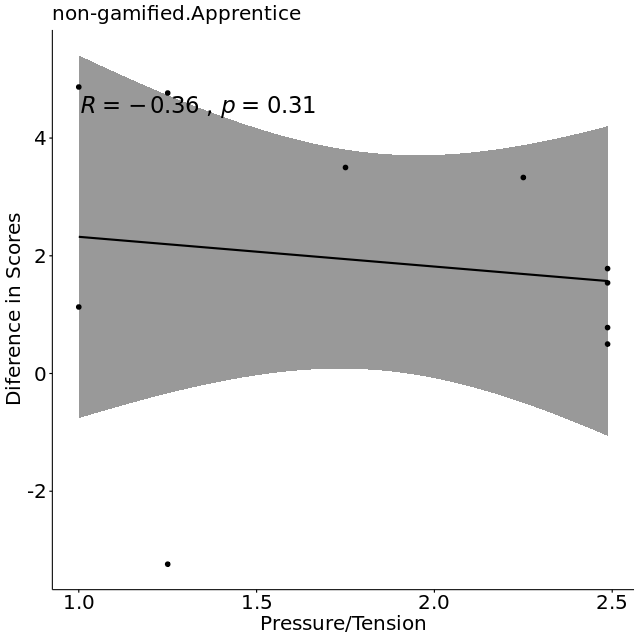 non-gamified.Apprentice
R = −0.36 , p = 0.31
4
2
0
-2
Diference in Scores
1.0 1.5 2.0 2.5
Pressure/Tension